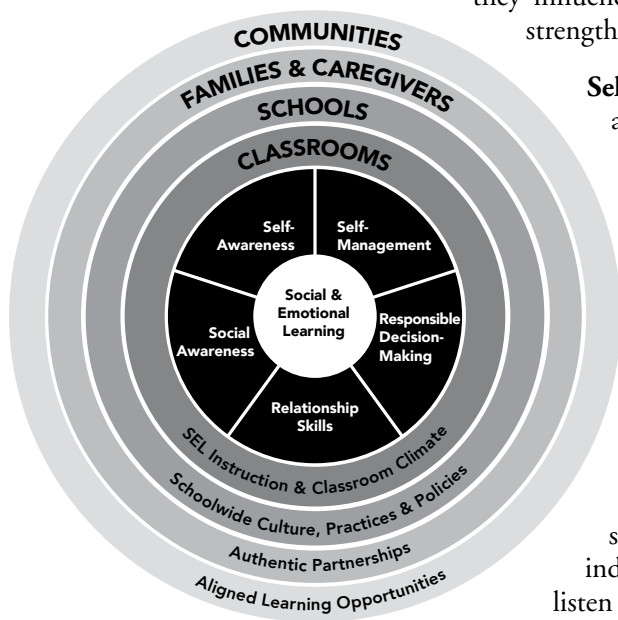 they influence
strength
Sel
a
COMMUNITIES
FAMILIES & CAREGIVERS
SCHOOLS
CLASSROOMS
Self-
Awareness
Self-
Management
Social &
Emotional
Learning
Social
Awareness
Responsible
Decision-
Making
Relationship
Skills
SEL Instruction & Classroom Climate
Schoolwide Culture, Practices & Policies
Authentic Partnerships
Aligned Learning Opportunities
s
ind
listen